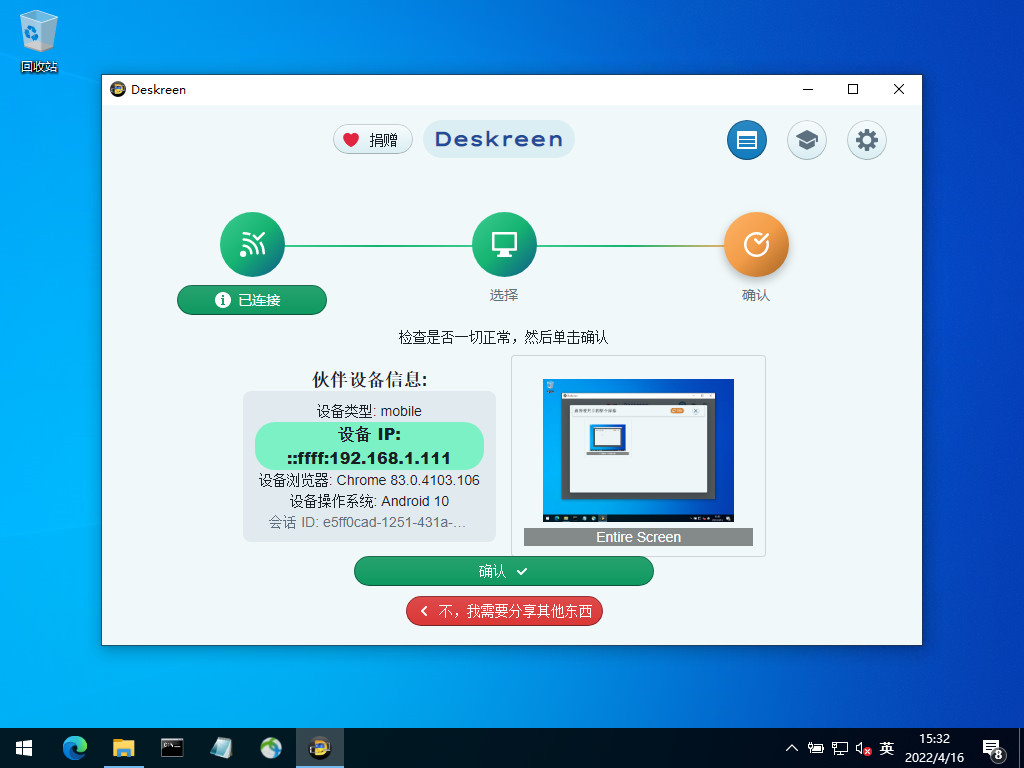 回收站
Deskreen
捐赠
Deskreen
已连接
选择
确认
检查是否一切正常，然后单击确认
伙伴设备信息:
设备类型: mobile
设备 IP:
::ffff:192.168.1.111
设备浏览器: Chrome 83.0.4103.106
设备操作系统: Android 10
会话 ID: e5ff0cad-1251-431a-...
Entire Screen
确认
不，我需要分享其他东西
英
15:32
2022/4/16
8